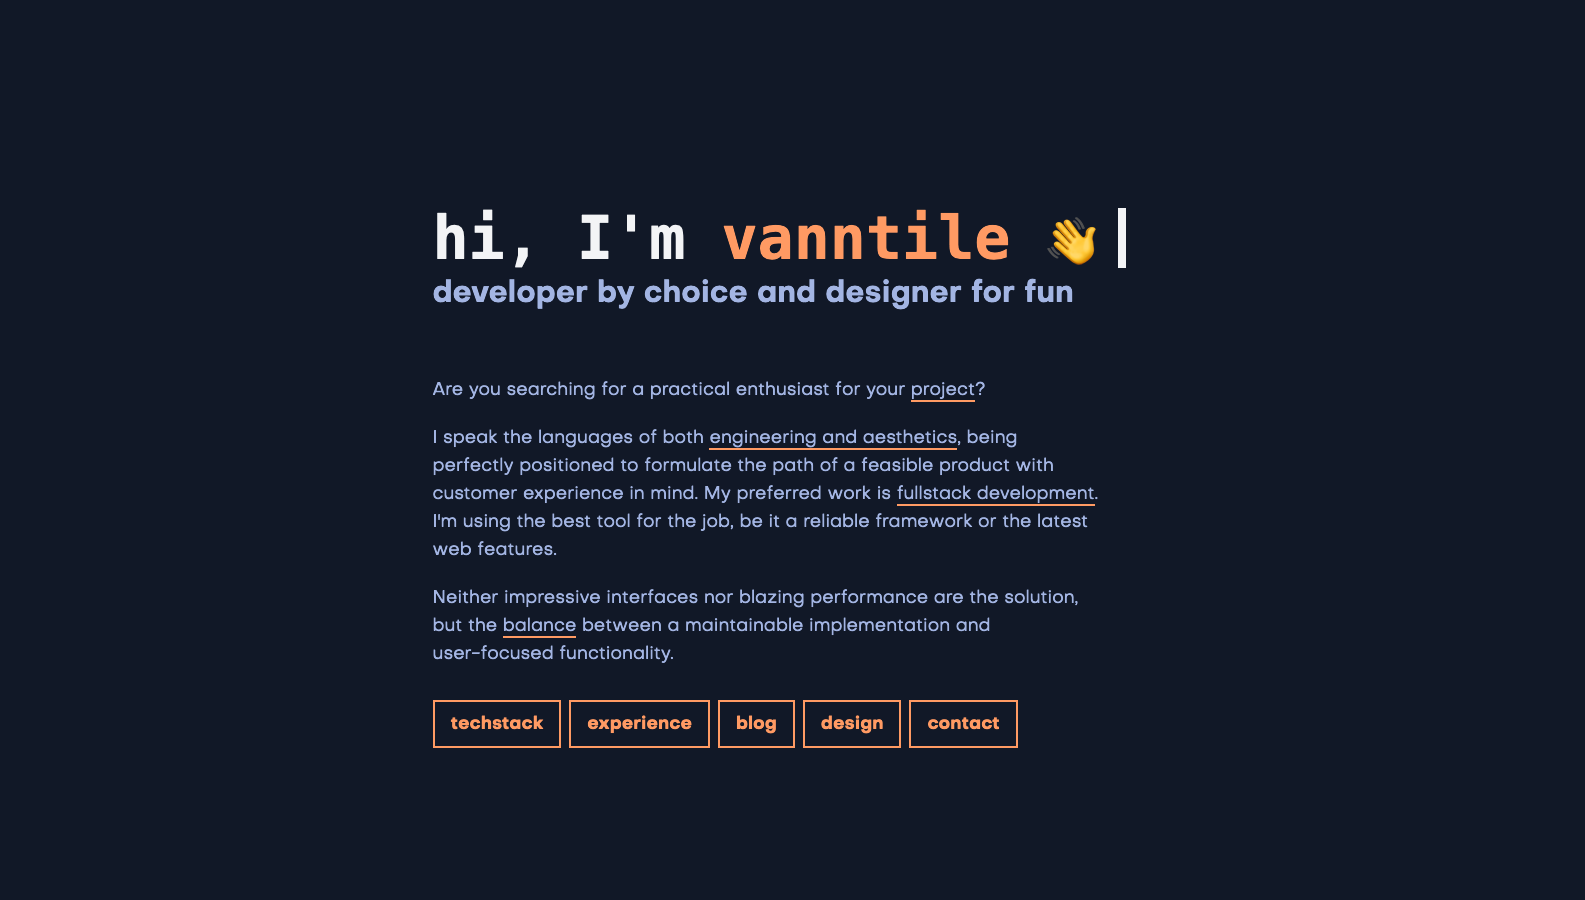 hi, I'm vanntile 👋
developer by choice and designer for fun
Are you searching for a practical enthusiast for your project?
I speak the languages of both engineering and aesthetics, being
perfectly positioned to formulate the path of a feasible product with
customer experience in mind. My preferred work is fullstack development.
I'm using the best tool for the job, be it a reliable framework or the latest
web features.
Neither impressive interfaces nor blazing performance are the solution,
but the balance between a maintainable implementation and
user-focused functionality.
techstack experience blog design contact